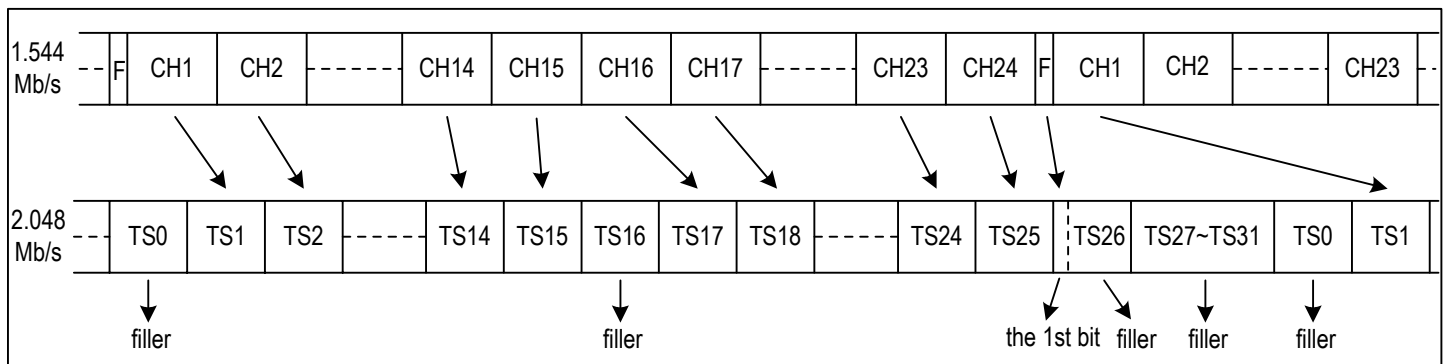 1.544 Mb/s F CH1 CH2 CH14 CH15 CH16 CH17 CH23 CH24 F CH1 CH2 CH23
2.048 Mb/s TS0 TS1 TS2 TS14 TS15 TS16 TS17 TS18 TS24 TS25 TS26 TS27~TS31 TS0 TS1
filler filler the 1st bit filler filler filler